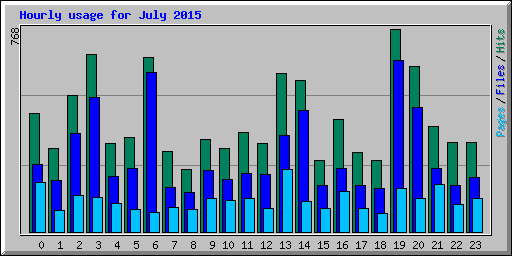 Hourly usage for July 2015
768
Pages/Files/Hits
0 1 2 3 4 5 6 7 8 9 10 11 12 13 14 15 16 17 18 19 20 21 22 23